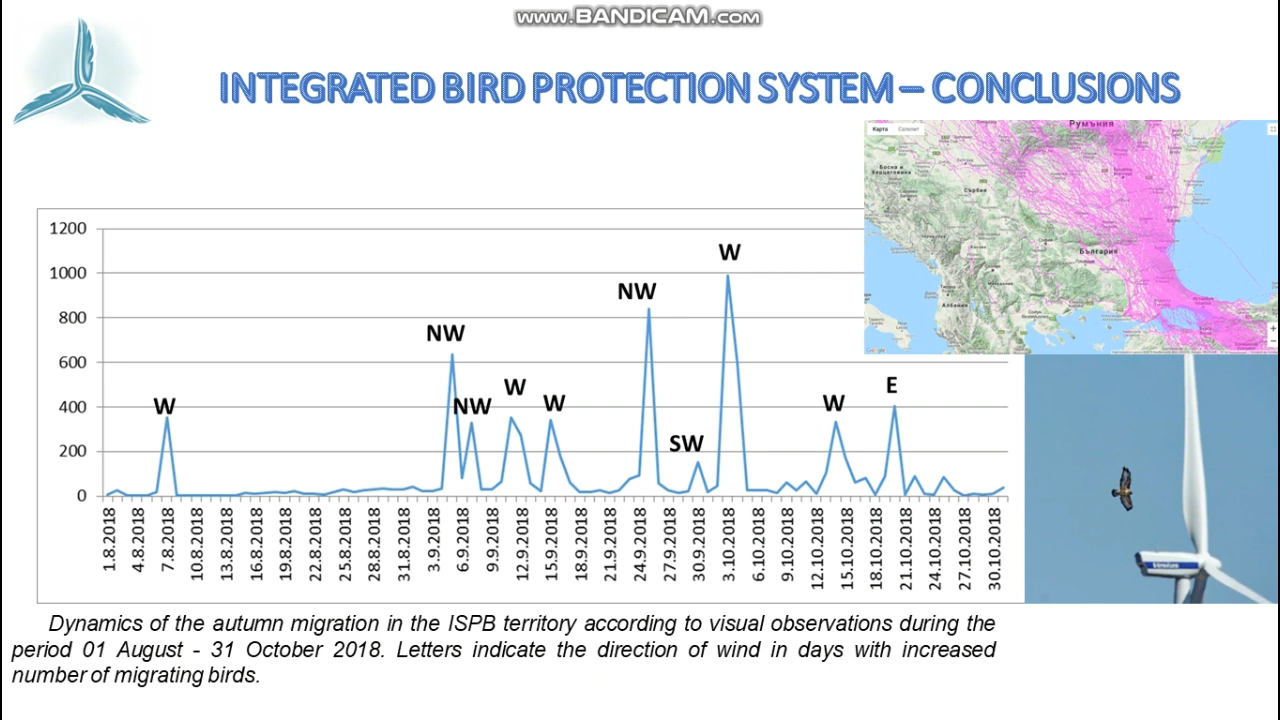 www.BANDICAM.com
INTEGRATED BIRD PROTECTION SYSTEM – CONCLUSIONS
Карта Сателит
Румъния
Босна и
Херцеговина
Сърбия
България
Албания
1200
1000
800
600
400
200
0
W
NW
NW
W
W
NW
SW
W
W
E
1.8.2018
4.8.2018
7.8.2018
10.8.2018
13.8.2018
16.8.2018
19.8.2018
22.8.2018
25.8.2018
28.8.2018
31.8.2018
3.9.2018
6.9.2018
9.9.2018
12.9.2018
15.9.2018
18.9.2018
21.9.2018
24.9.2018
27.9.2018
30.9.2018
3.10.2018
6.10.2018
9.10.2018
12.10.2018
15.10.2018
18.10.2018
21.10.2018
24.10.2018
27.10.2018
30.10.2018
Dynamics of the autumn migration in the ISPB territory according to visual observations during the
period 01 August - 31 October 2018. Letters indicate the direction of wind in days with increased
number of migrating birds.